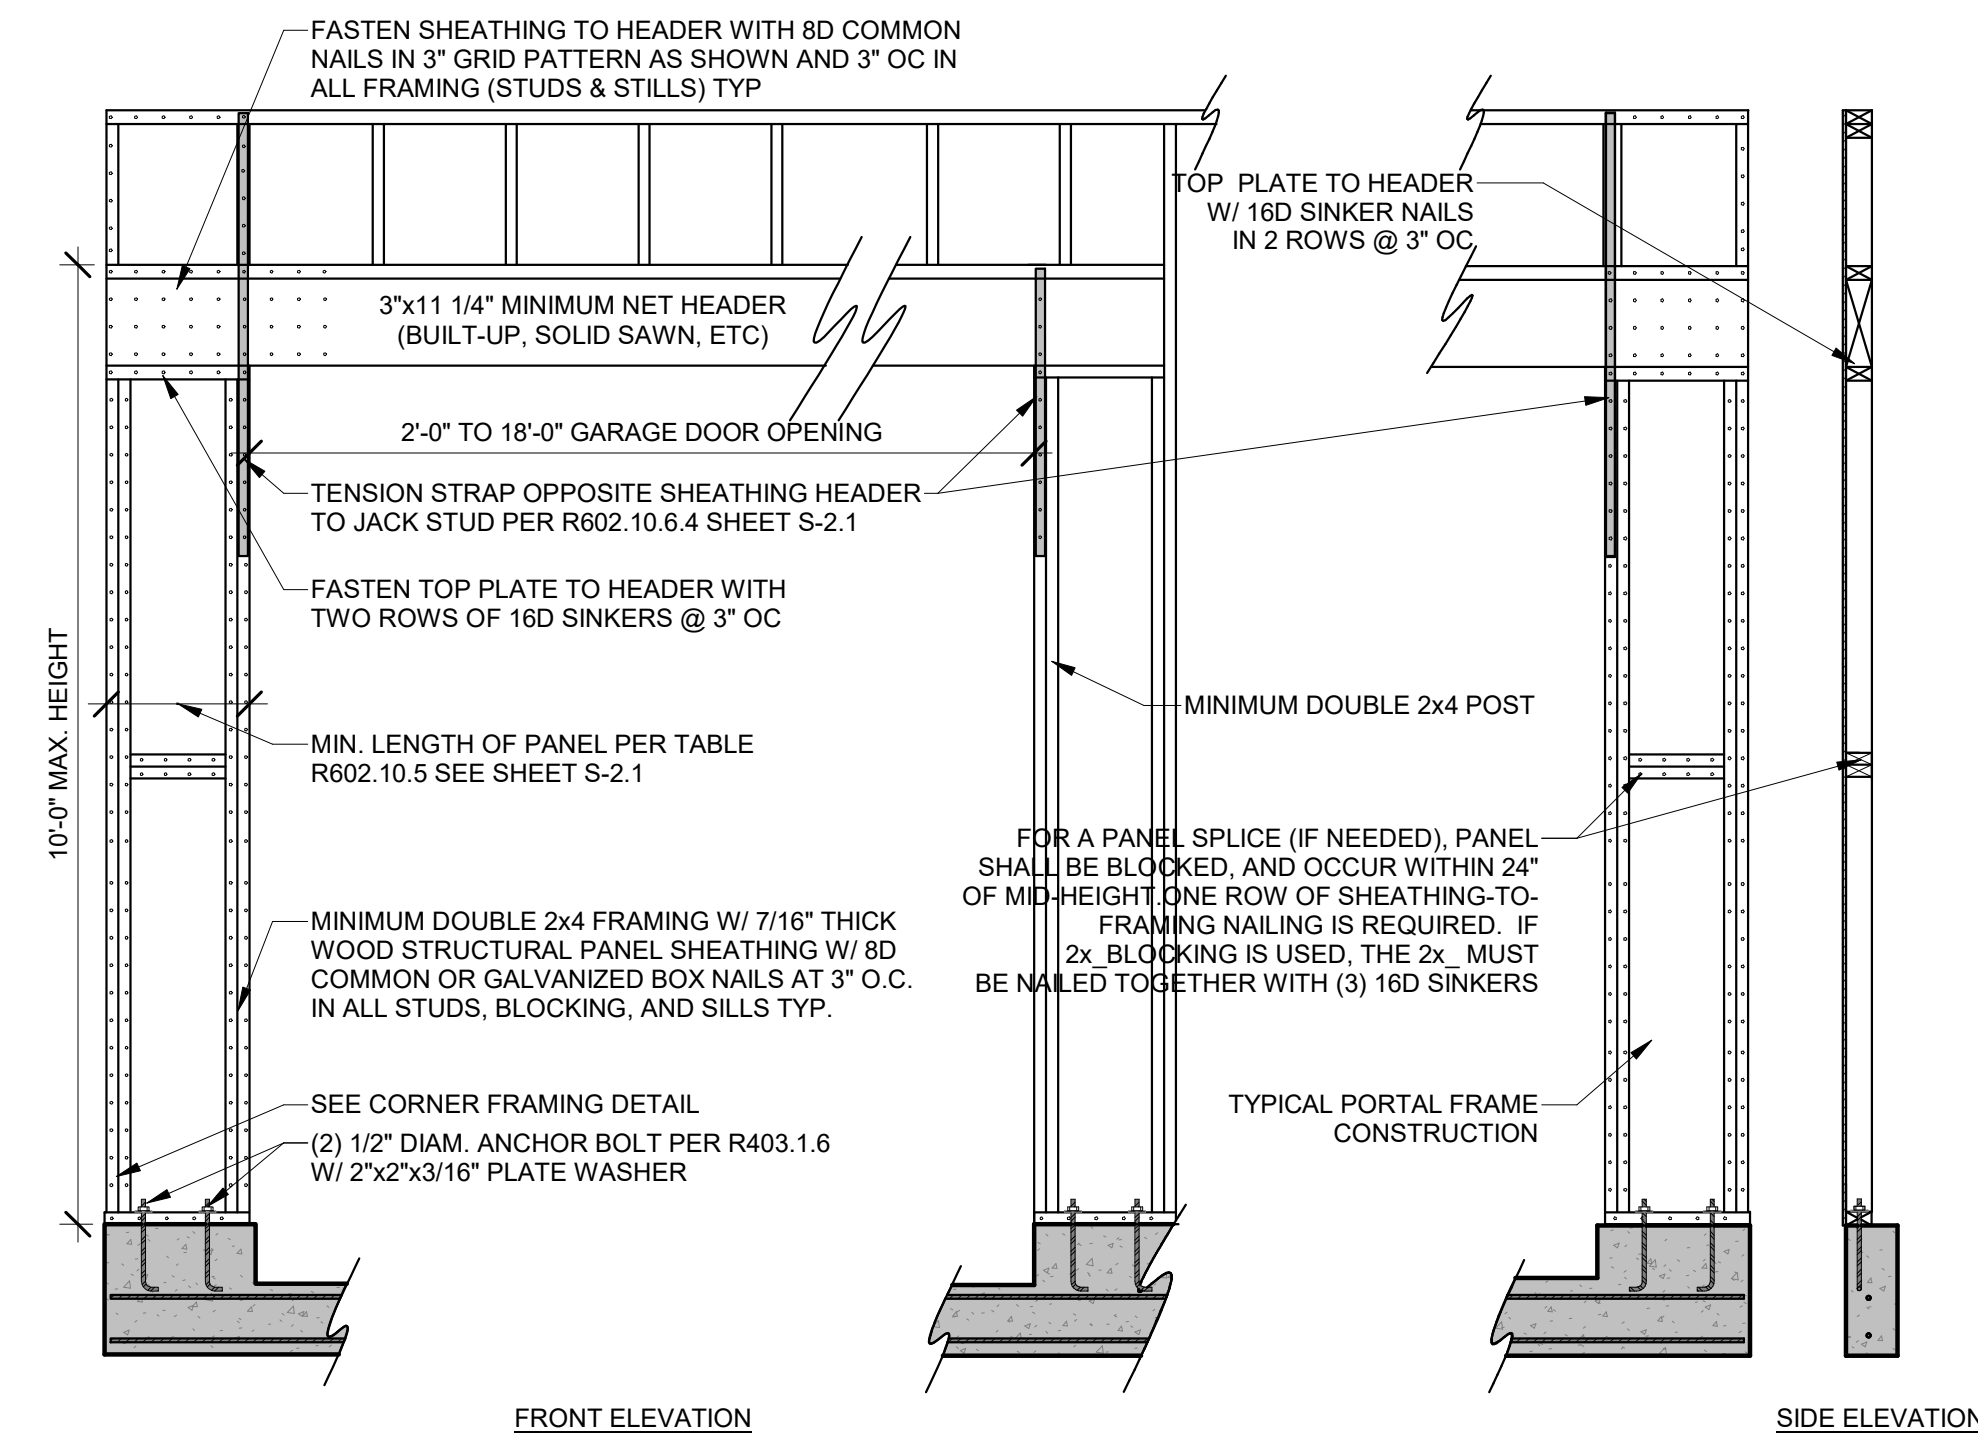 FASTEN SHEATHING TO HEADER WITH 8D COMMON
NAILS IN 3" GRID PATTERN AS SHOWN AND 3" OC IN
ALL FRAMING (STUDS & STILLS) TYP
TOP PLATE TO HEADER
W/ 16D SINKER NAILS
IN 2 ROWS @ 3" OC
3"x11 1/4" MINIMUM NET HEADER
(BUILT-UP, SOLID SAWN, ETC)
2'-0" TO 18'-0" GARAGE DOOR OPENING
TENSION STRAP OPPOSITE SHEATHING HEADER
TO JACK STUD PER R602.10.6.4 SHEET S-2.1
FASTEN TOP PLATE TO HEADER WITH
TWO ROWS OF 16D SINKERS @ 3" OC
10'-0" MAX. HEIGHT
MINIMUM DOUBLE 2x4 POST
MIN. LENGTH OF PANEL PER TABLE
R602.10.5 SEE SHEET S-2.1
FOR A PANEL SPLICE (IF NEEDED), PANEL
SHALL BE BLOCKED, AND OCCUR WITHIN 24"
OF MID-HEIGHT.ONE ROW OF SHEATHING-TO-
FRAMING NAILING IS REQUIRED. IF
2x_BLOCKING IS USED, THE 2x_ MUST
BE NAILED TOGETHER WITH (3) 16D SINKERS
MINIMUM DOUBLE 2x4 FRAMING W/ 7/16" THICK
WOOD STRUCTURAL PANEL SHEATHING W/ 8D
COMMON OR GALVANIZED BOX NAILS AT 3" O.C.
IN ALL STUDS, BLOCKING, AND SILLS TYP.
SEE CORNER FRAMING DETAIL
(2) 1/2" DIAM. ANCHOR BOLT PER R403.1.6
W/ 2"x2"x3/16" PLATE WASHER
TYPICAL PORTAL FRAME
CONSTRUCTION
FRONT ELEVATION
SIDE ELEVATION